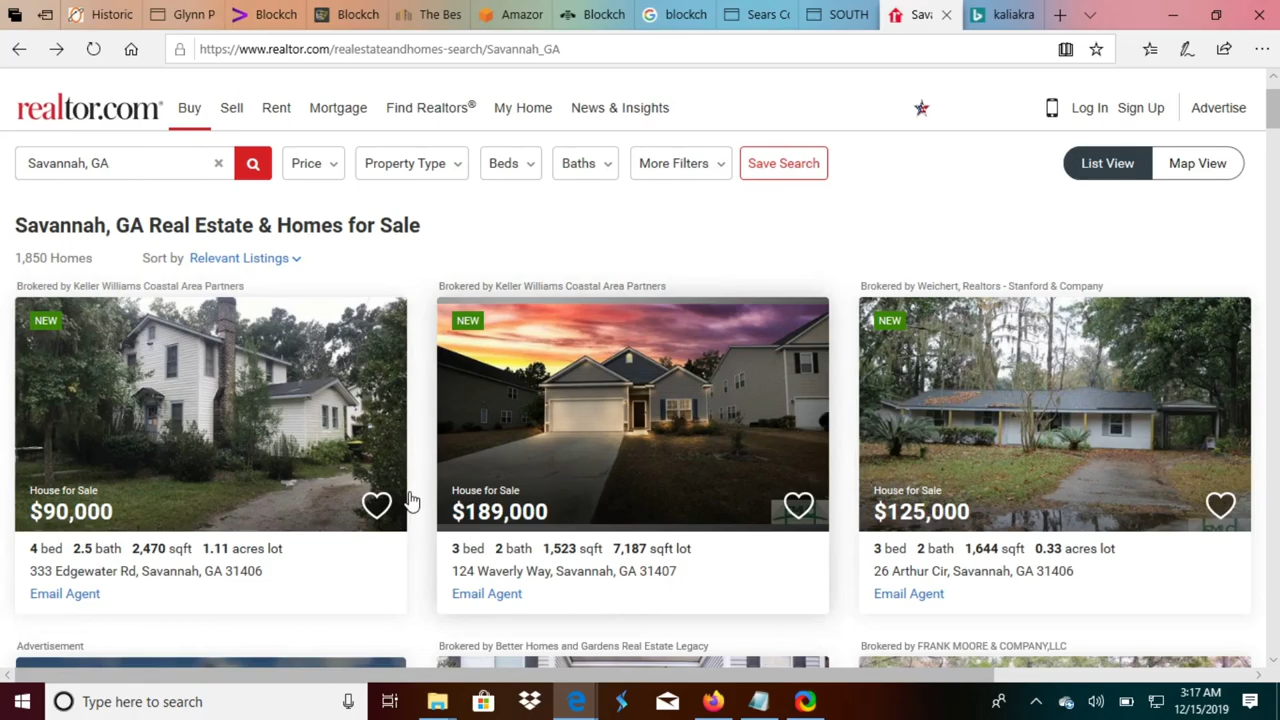 Historic
Glynn P
Blockch
Blockch
The Bes
Amazor
Blockch
blockch
Sears Co
SOUTH
Sava
kaliakra
https://www.realtor.com/realestateandhomes-search/Savannah_GA
realtor.com®
Buy
Sell
Rent
Mortgage
Find Realtors®
My Home
News & Insights
Log In
Sign Up
Advertise
Savannah, GA
Price
Property Type
Beds
Baths
More Filters
Save Search
List View
Map View
Savannah, GA Real Estate & Homes for Sale
1,850 Homes
Sort by Relevant Listings
Brokered by Keller Williams Coastal Area Partners
NEW
House for Sale
$90,000
4 bed 2.5 bath 2,470 sqft 1.11 acres lot
333 Edgewater Rd, Savannah, GA 31406
Email Agent
Brokered by Keller Williams Coastal Area Partners
NEW
House for Sale
$189,000
3 bed 2 bath 1,523 sqft 7,187 sqft lot
124 Waverly Way, Savannah, GA 31407
Email Agent
Brokered by Weichert, Realtors - Stanford & Company
NEW
House for Sale
$125,000
3 bed 2 bath 1,644 sqft 0.33 acres lot
26 Arthur Cir, Savannah, GA 31406
Email Agent
Advertisement
Brokered by Better Homes and Gardens Real Estate Legacy
Brokered by FRANK MOORE & COMPANY,LLC
Type here to search
3:17 AM
12/15/2019